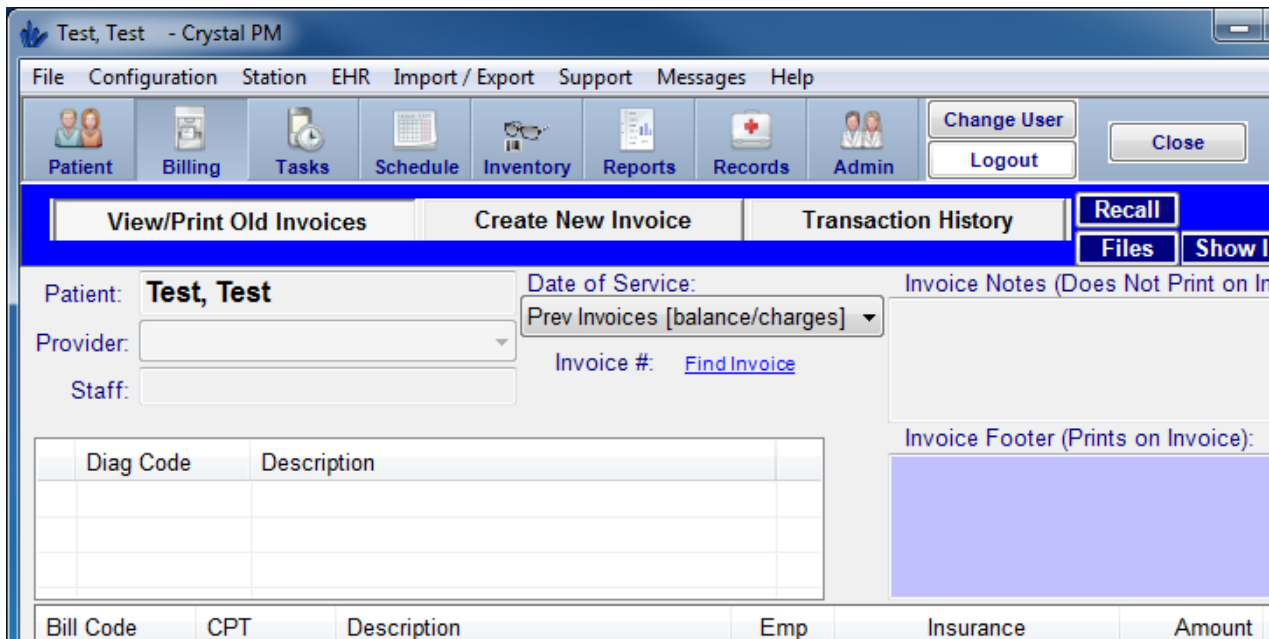 Test, Test - Crystal PM
File Configuration Station EHR Import / Export Support Messages Help
Patient Billing Tasks Schedule Inventory Reports Records Admin
Change User
Logout
Close
View/Print Old Invoices Create New Invoice Transaction History
Recall
Files Show I
Patient: Test, Test
Provider:
Staff:
Date of Service:
Prev Invoices [balance/charges]
Invoice #: Find Invoice
Invoice Notes (Does Not Print on In
Diag Code Description
Invoice Footer (Prints on Invoice):
Bill Code CPT Description Emp Insurance Amount